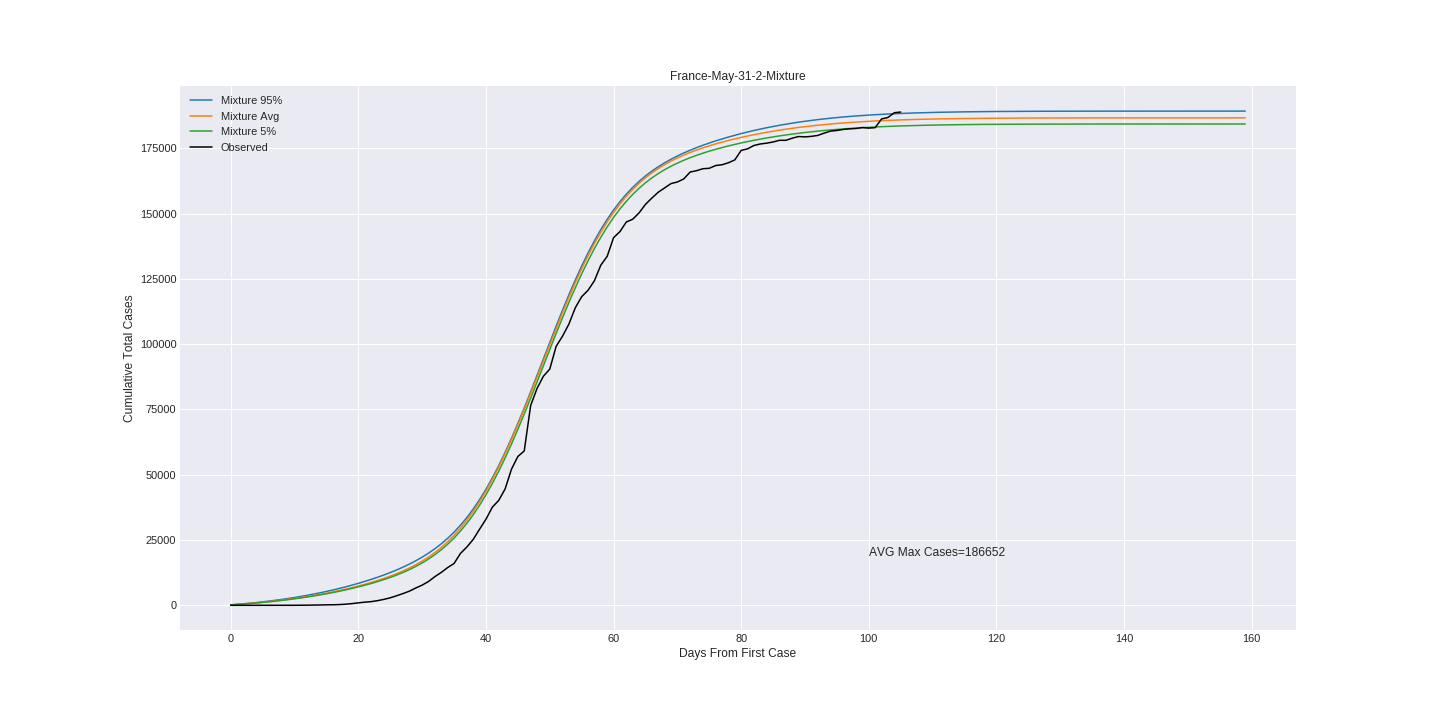 France-May-31-2-Mixture
Mixture 95%
Mixture Avg
Mixture 5%
Observed
175000
150000
125000
100000
75000
50000
25000
0
Cumulative Total Cases
AVG Max Cases=186652
0 20 40 60 80 100 120 140 160
Days From First Case